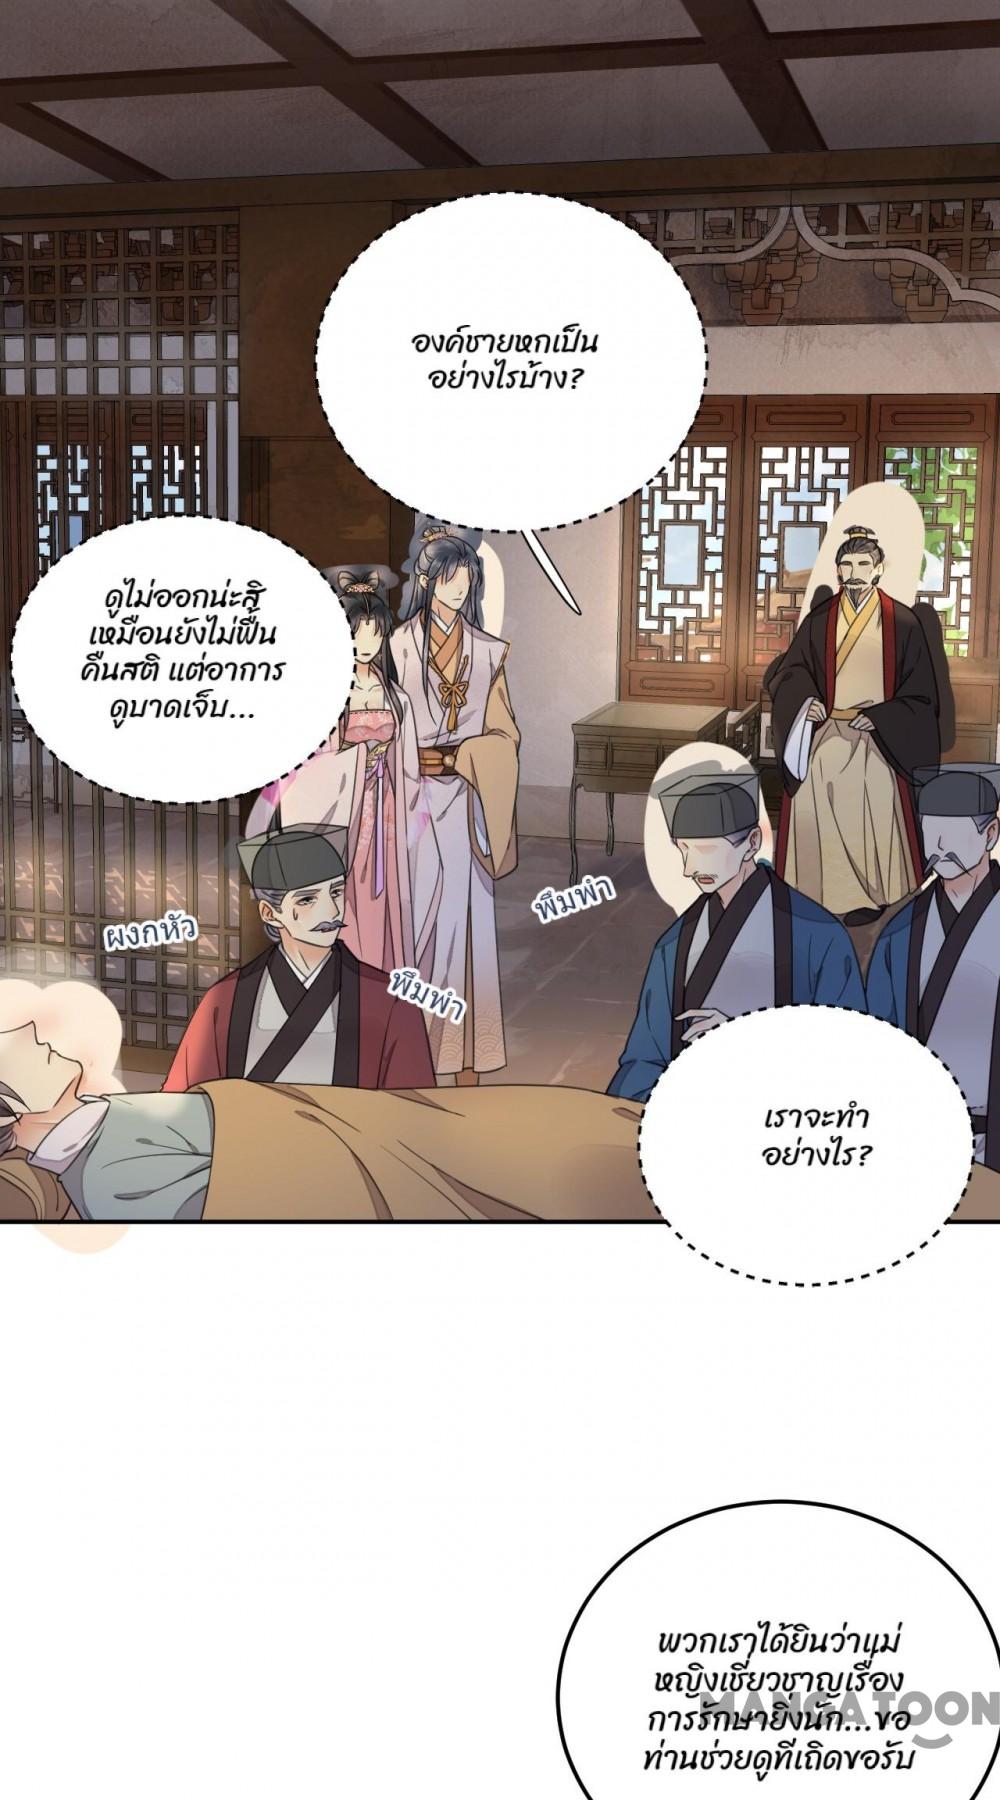 องค์ชายหกเป็น
อย่างไรบ้าง?
ดูไม่ออกน่ะสิ
เหมือนยังไม่ฟื้น
คืนสติ แต่อาการ
ดูบาดเจ็บ...
พึมพำ
ผงกหัว
พึมพำ
เราจะทำ
อย่างไร?
พวกเราได้ยินว่าแม่
หญิงเชี่ยวชาญเรื่อง
การรักษายิ่งนัก...ขอ
ท่านช่วยดูทีเถิดขอรับ
MANGATOON